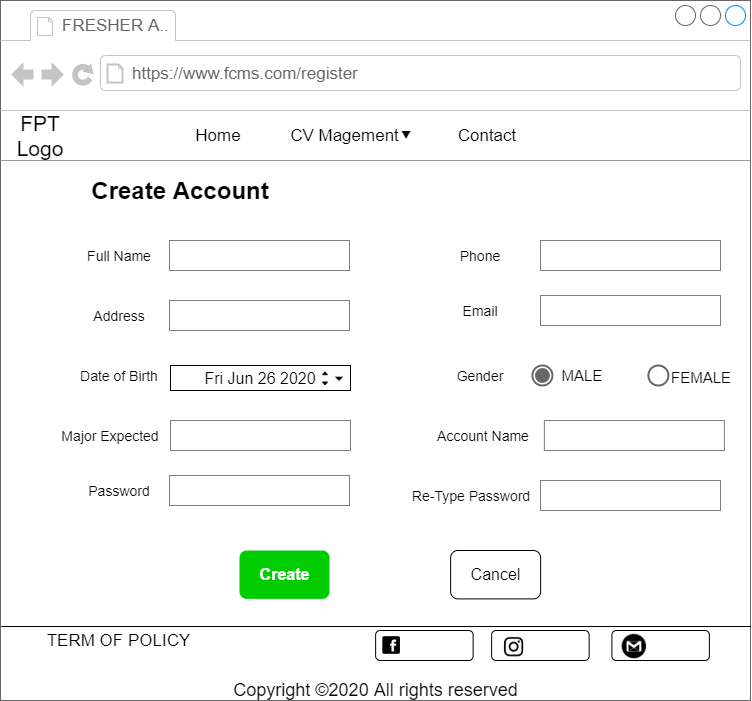 FRESHER A..
https://www.fcms.com/register
FPT
Logo
Home CV Magement Contact
Create Account
Full Name Phone
Address Email
Date of Birth Fri Jun 26 2020 Gender MALE FEMALE
Major Expected Account Name
Password Re-Type Password
Create Cancel
TERM OF POLICY
Copyright ©2020 All rights reserved